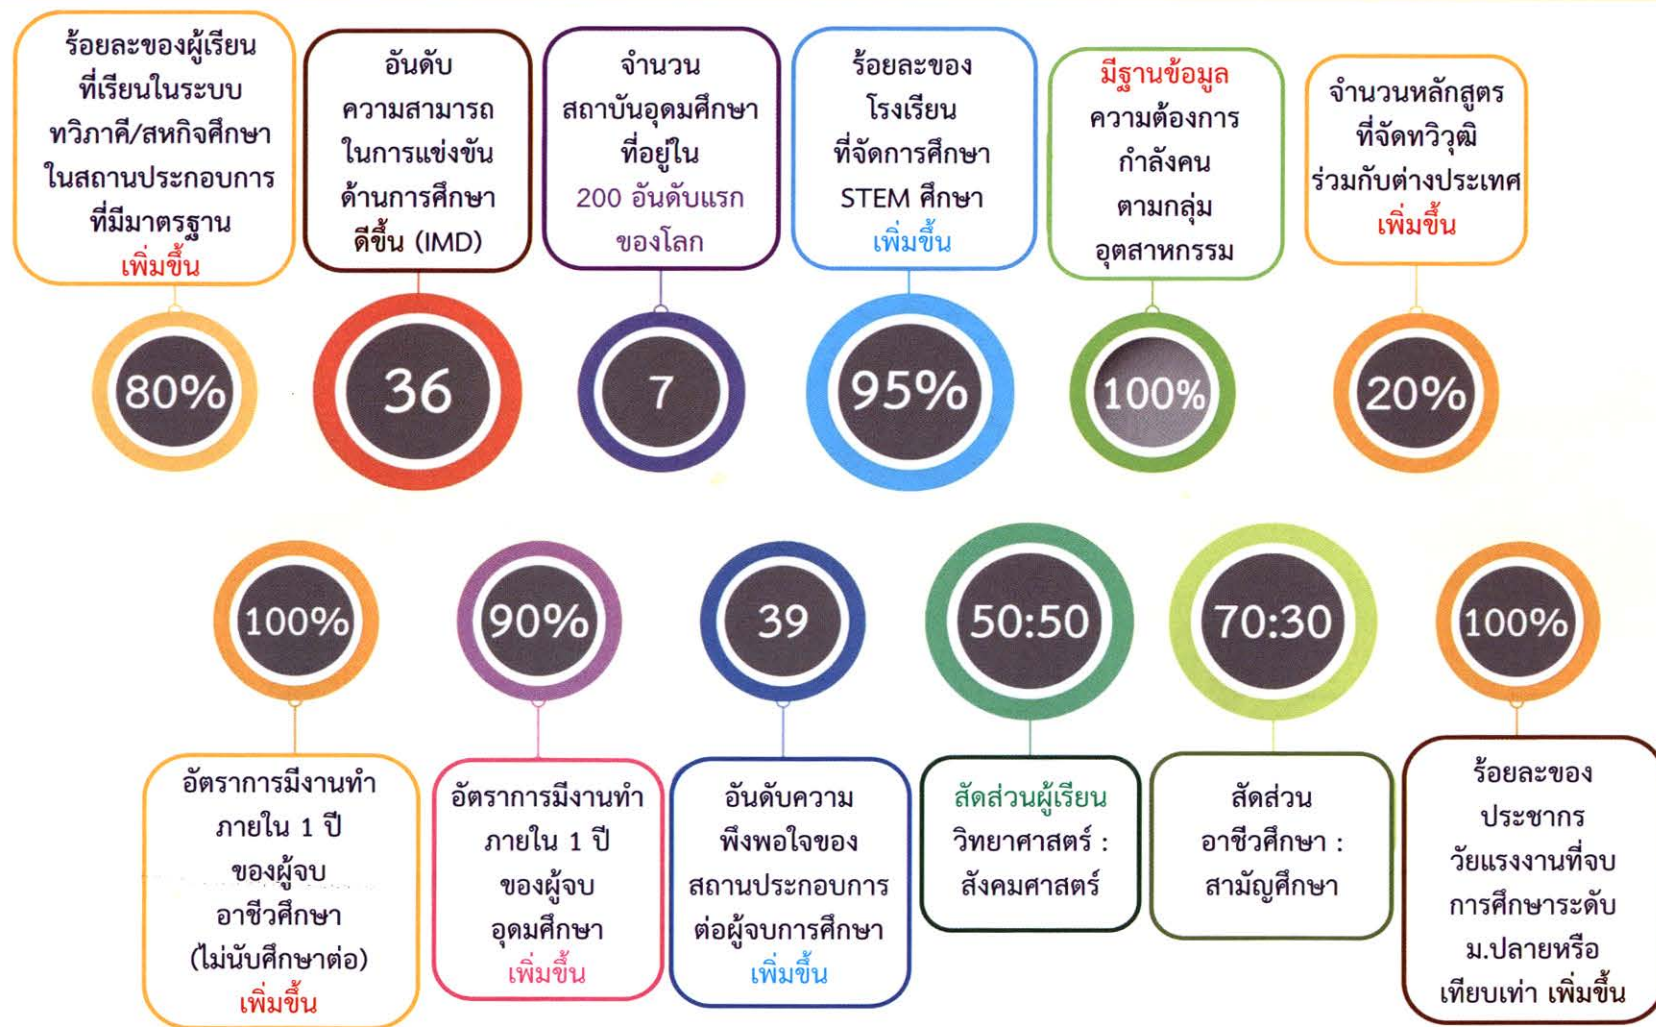 ร้อยละของผู้เรียน
ที่เรียนในระบบ
ทวิภาคี/สหกิจศึกษา
ในสถานประกอบการ
ที่มีมาตรฐาน
เพิ่มขึ้น
80%
อันดับ
ความสามารถ
ในการแข่งขัน
ด้านการศึกษา
ดีขึ้น (IMD)
36
จำนวน
สถาบันอุดมศึกษา
ที่อยู่ใน
200 อันดับแรก
ของโลก
7
ร้อยละของ
โรงเรียน
ที่จัดการศึกษา
STEM ศึกษา
เพิ่มขึ้น
95%
มีฐานข้อมูล
ความต้องการ
กำลังคน
ตามกลุ่ม
อุตสาหกรรม
100%
จำนวนหลักสูตร
ที่จัดทวิวุฒิ
ร่วมกับต่างประเทศ
เพิ่มขึ้น
20%
100%
อัตราการมีงานทำ
ภายใน 1 ปี
ของผู้จบ
อาชีวศึกษา
(ไม่นับศึกษาต่อ)
เพิ่มขึ้น
90%
อัตราการมีงานทำ
ภายใน 1 ปี
ของผู้จบ
อุดมศึกษา
เพิ่มขึ้น
39
อันดับความ
พึงพอใจของ
สถานประกอบการ
ต่อผู้จบการศึกษา
เพิ่มขึ้น
50:50
สัดส่วนผู้เรียน
วิทยาศาสตร์ :
สังคมศาสตร์
70:30
สัดส่วน
อาชีวศึกษา :
สามัญศึกษา
100%
ร้อยละของ
ประชากร
วัยแรงงานที่จบ
การศึกษาระดับ
ม.ปลายหรือ
เทียบเท่า เพิ่มขึ้น